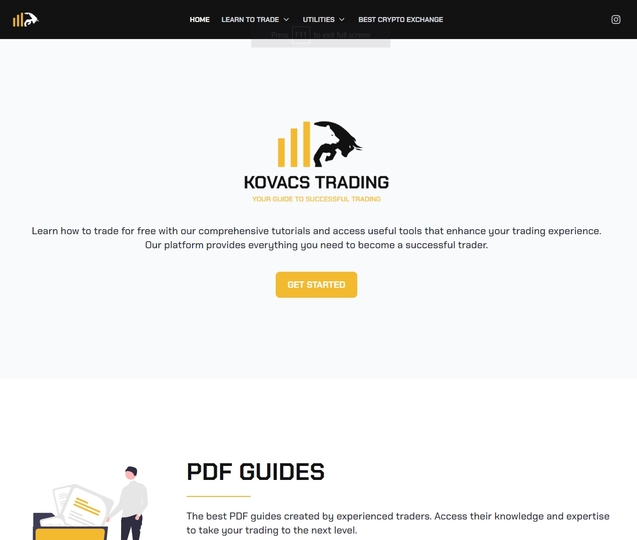 HOME LEARN TO TRADE UTILITIES BEST CRYPTO EXCHANGE
Press F11 to exit full screen
KOVACS TRADING
YOUR GUIDE TO SUCCESSFUL TRADING
Learn how to trade for free with our comprehensive tutorials and access useful tools that enhance your trading experience.
Our platform provides everything you need to become a successful trader.
GET STARTED
PDF GUIDES
The best PDF guides created by experienced traders. Access their knowledge and expertise
to take your trading to the next level.